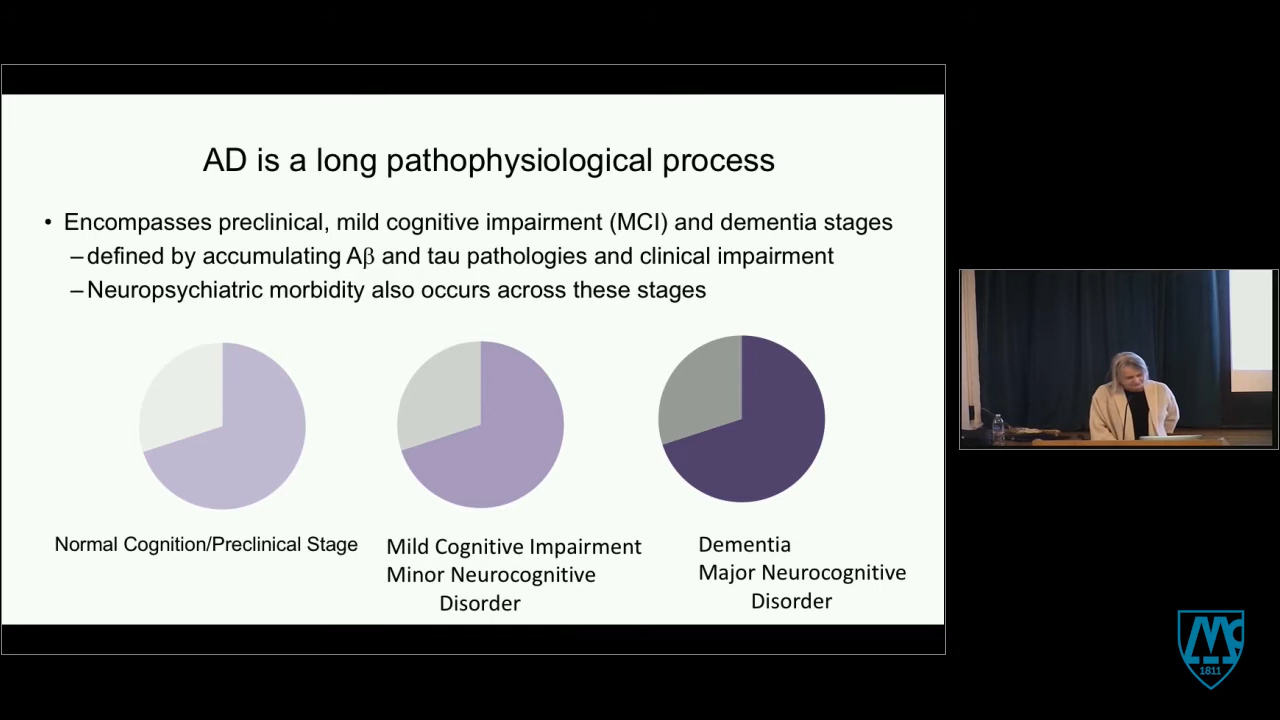 AD is a long pathophysiological process
• Encompasses preclinical, mild cognitive impairment (MCI) and dementia stages
– defined by accumulating Aβ and tau pathologies and clinical impairment
– Neuropsychiatric morbidity also occurs across these stages
Normal Cognition/Preclinical Stage
Mild Cognitive Impairment
Minor Neurocognitive
Disorder
Dementia
Major Neurocognitive
Disorder
Mc
1811